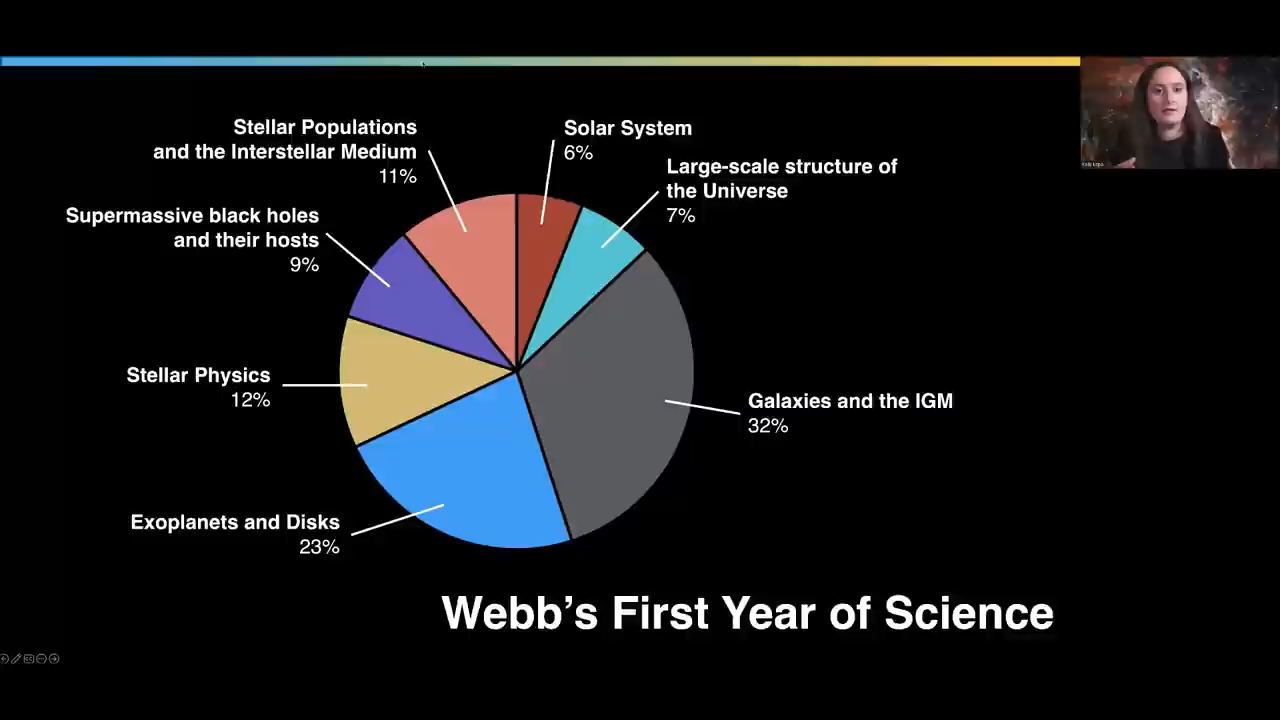 Stellar Populations
and the Interstellar Medium
11%
Solar System
6%
Large-scale structure of
the Universe
7%
Supermassive black holes
and their hosts
9%
Stellar Physics
12%
Galaxies and the IGM
32%
Exoplanets and Disks
23%
Webb’s First Year of Science